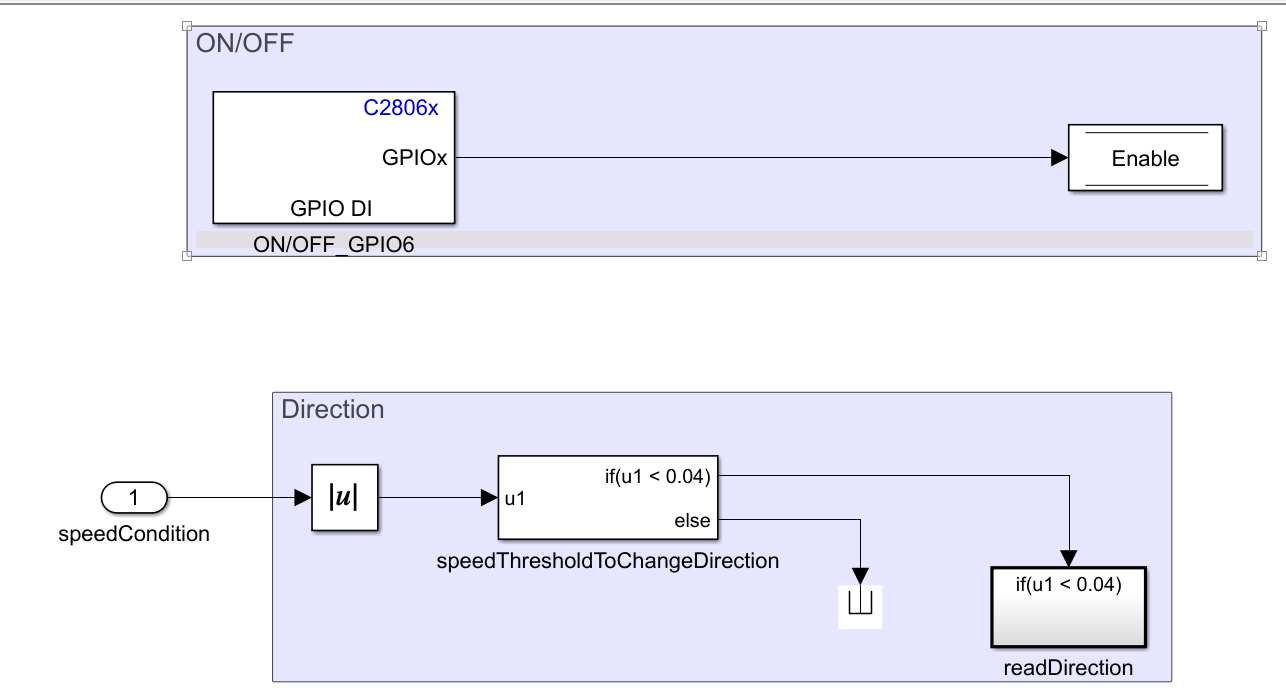 ON/OFF
C2806x
GPIOx
GPIO DI
ON/OFF_GPIO6
Enable
Direction
1
speedCondition
|u|
u1
if(u1 < 0.04)
else
speedThresholdToChangeDirection
if(u1 < 0.04)
readDirection